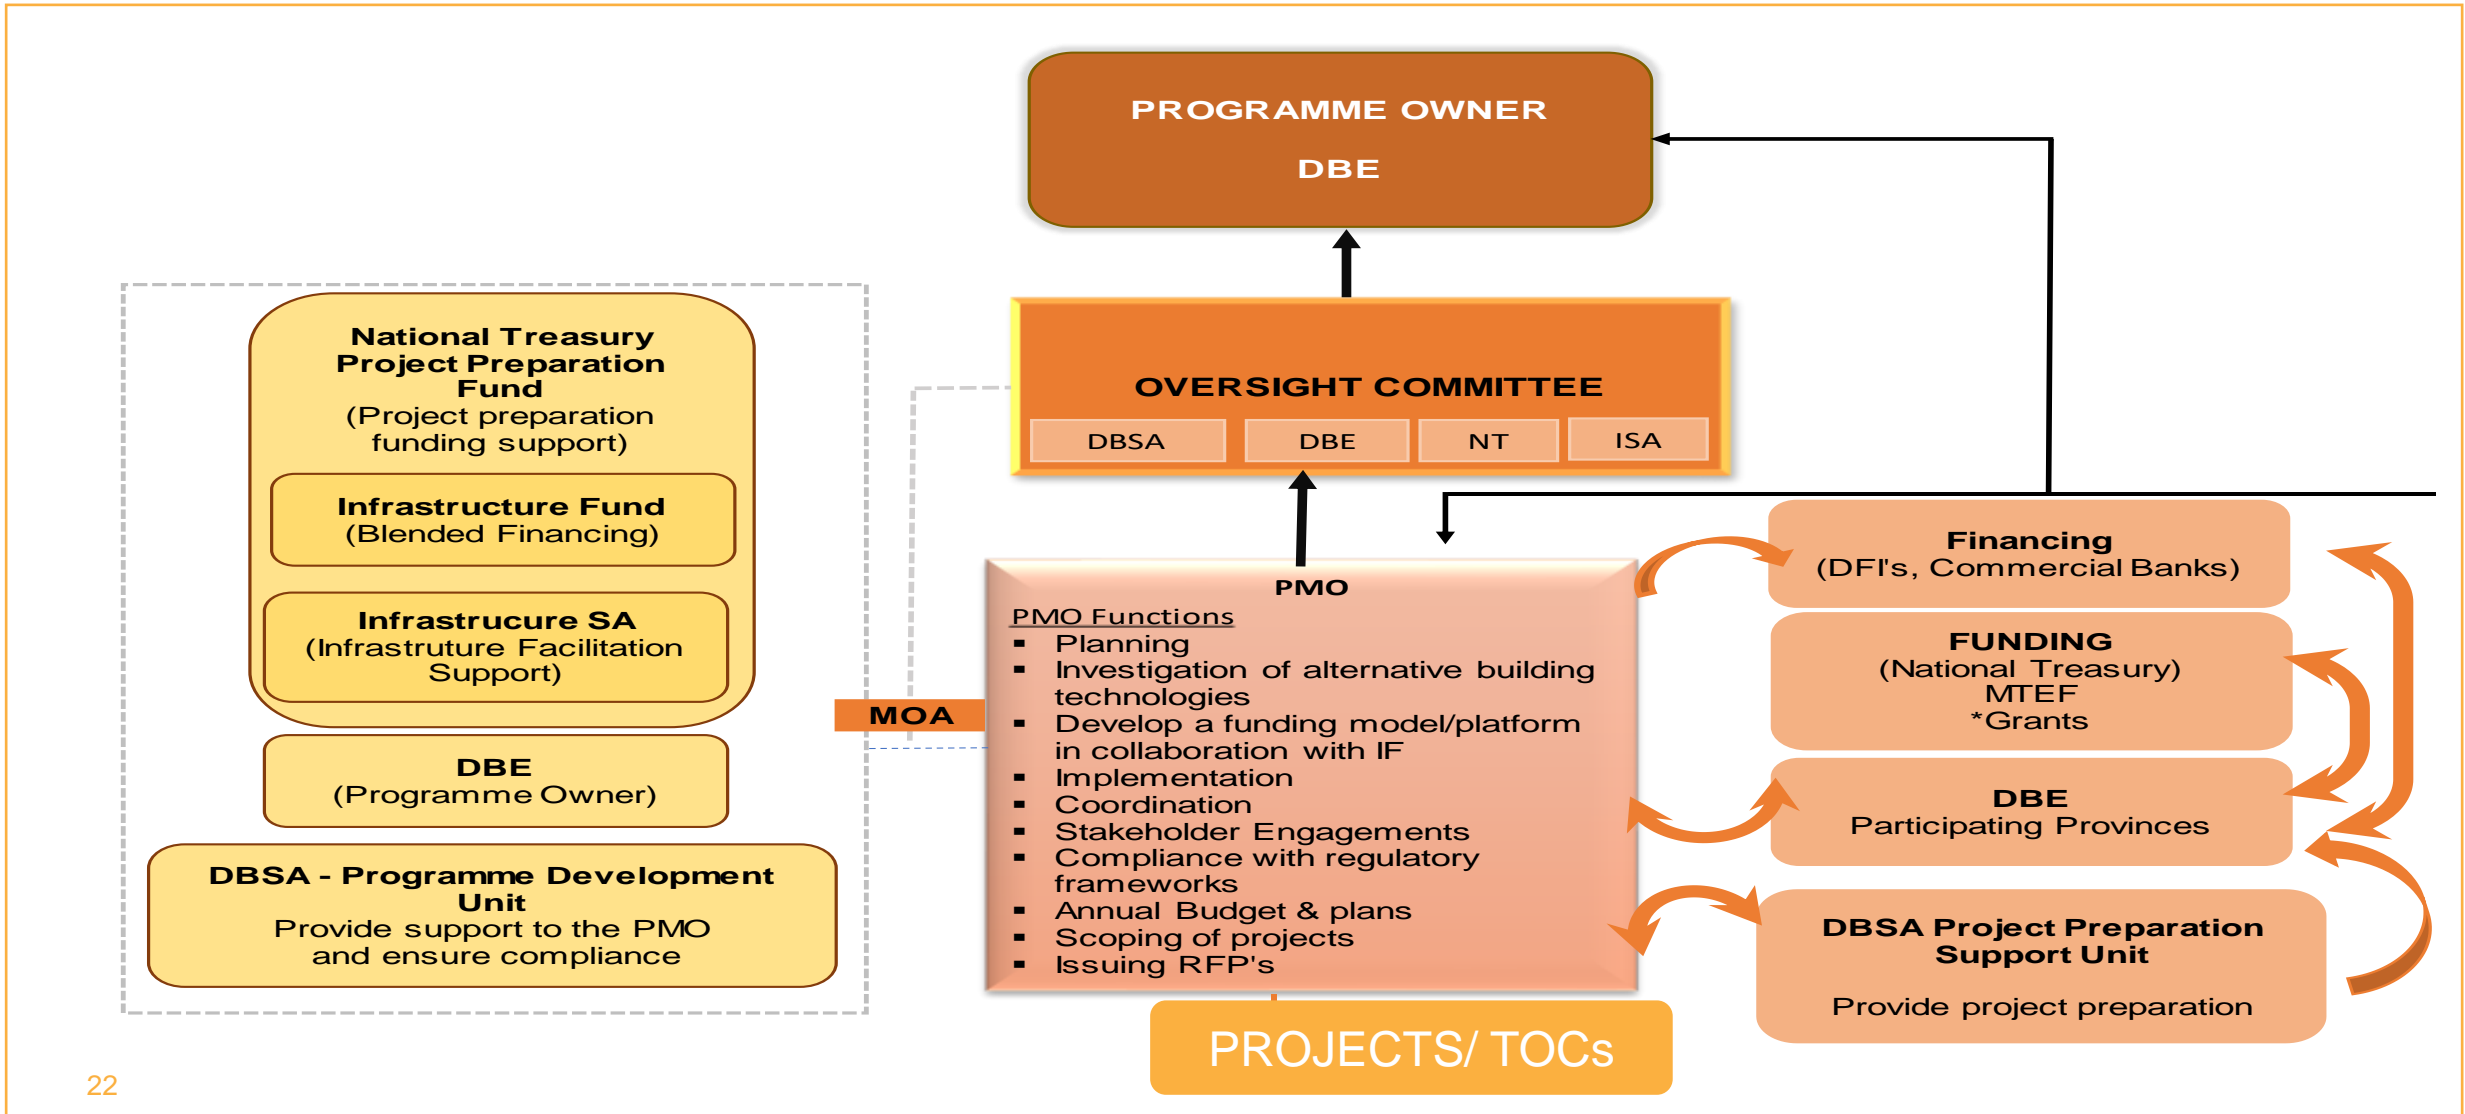 PROGRAMME OWNER
DBE
National Treasury
Project Preparation
Fund
(Project preparation
funding support)
Infrastructure Fund
(Blended Financing)
Infrastrucure SA
(Infrastruture Facilitation
Support)
DBE
(Programme Owner)
DBSA - Programme Development
Unit
Provide support to the PMO
and ensure compliance
MOA
OVERSIGHT COMMITTEE
DBSA
DBE
NT
ISA
PMO
PMO Functions
▪ Planning
▪ Investigation of alternative building
technologies
▪ Develop a funding model/platform
in collaboration with IF
▪ Implementation
▪ Coordination
▪ Stakeholder Engagements
▪ Compliance with regulatory
frameworks
▪ Annual Budget & plans
▪ Scoping of projects
▪ Issuing RFP's
Financing
(DFI's, Commercial Banks)
FUNDING
(National Treasury)
MTEF
*Grants
DBE
Participating Provinces
DBSA Project Preparation
Support Unit
Provide project preparation
PROJECTS/ TOCs
22